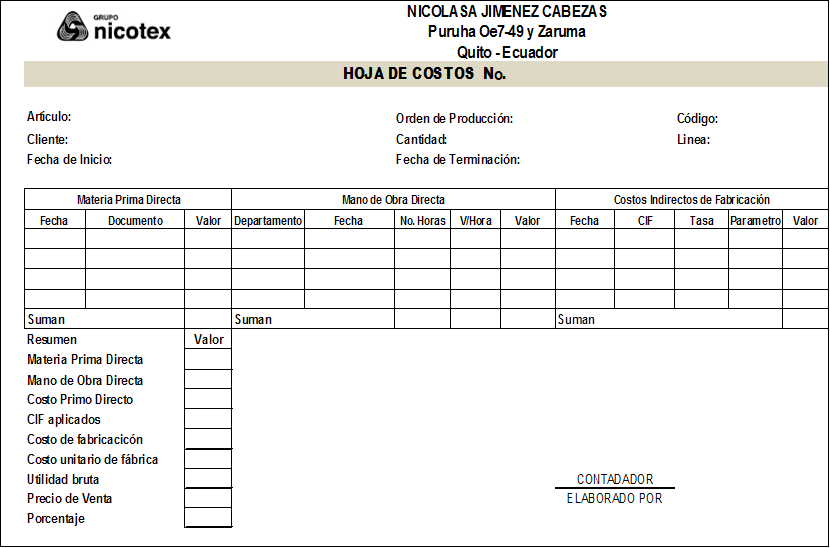 GRUPO
nicotex
NICOLASA JIMENEZ CABEZAS
Puruha Oe7-49 y Zaruma
Quito - Ecuador
HOJA DE COSTOS No.
Articulo: Orden de Producción: Código:
Cliente: Cantidad: Linea:
Fecha de Inicio: Fecha de Terminación:
Materia Prima Directa Mano de Obra Directa Costos Indirectos de Fabricación
Fecha Documento Valor Departamento Fecha No. Horas V/Hora Valor Fecha CIF Tasa Parametro Valor
Suman Suman Suman
Resumen Valor
Materia Prima Directa
Mano de Obra Directa
Costo Primo Directo
CIF aplicados
Costo de fabricacicón
Costo unitario de fábrica
Utilidad bruta CONTADADOR
Precio de Venta ELABORADO POR
Porcentaje